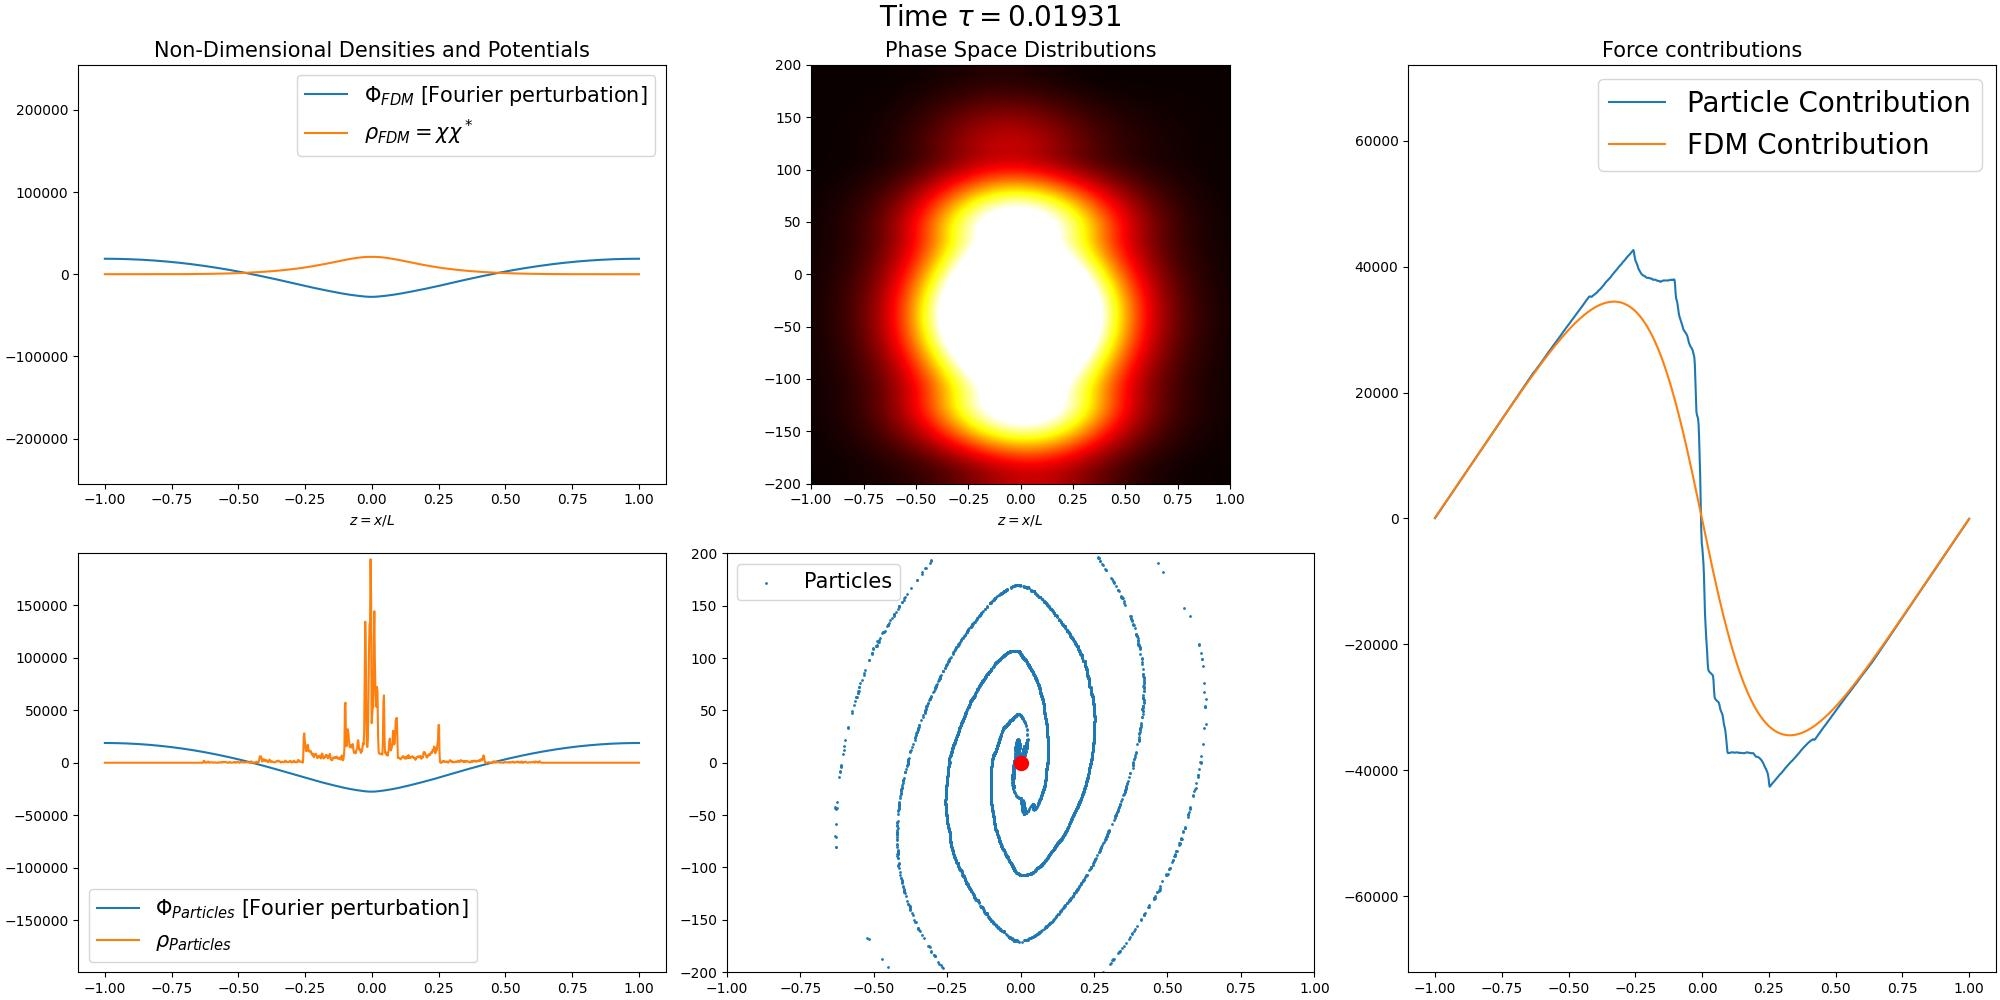 Time τ = 0.01931
Non-Dimensional Densities and Potentials
Φ_FDM [Fourier perturbation]
ρ_FDM = χχ*
200000
100000
0
−100000
−200000
−1.00 −0.75 −0.50 −0.25 0.00 0.25 0.50 0.75 1.00
z = x/L
Phase Space Distributions
200
150
100
50
0
−50
−100
−150
−200
−1.00 −0.75 −0.50 −0.25 0.00 0.25 0.50 0.75 1.00
z = x/L
Force contributions
Particle Contribution
FDM Contribution
60000
40000
20000
0
−20000
−40000
−60000
−1.00 −0.75 −0.50 −0.25 0.00 0.25 0.50 0.75 1.00
150000
100000
50000
0
−50000
−100000
−150000
Φ_Particles [Fourier perturbation]
ρ_Particles
−1.00 −0.75 −0.50 −0.25 0.00 0.25 0.50 0.75 1.00
Particles
200
150
100
50
0
−50
−100
−150
−200
−1.00 −0.75 −0.50 −0.25 0.00 0.25 0.50 0.75 1.00